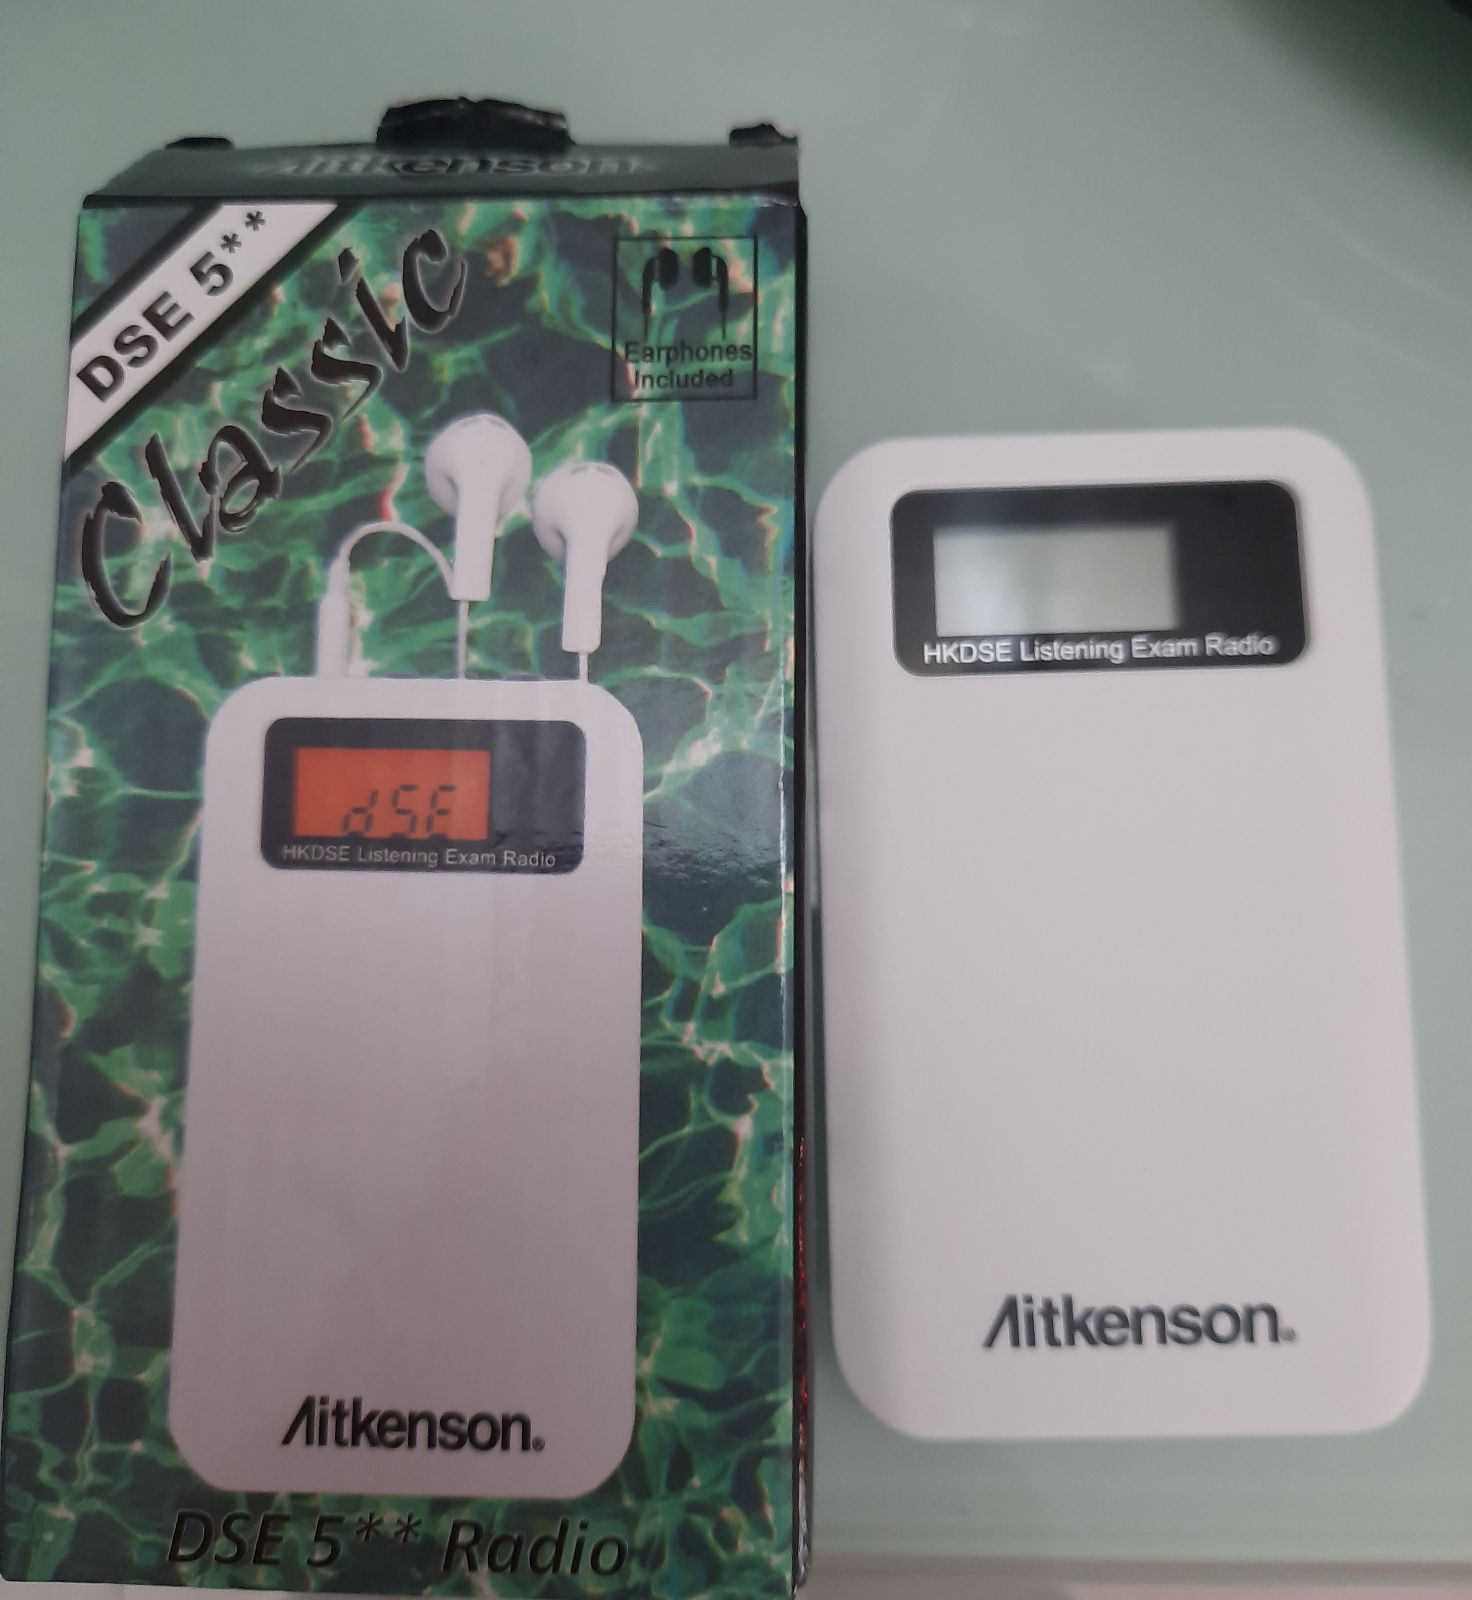 Aitkenson
DSE 5**
Classic
Earphones
Included
dSE
HKDSE Listening Exam Radio
Aitkenson®
DSE 5** Radio
HKDSE Listening Exam Radio
Aitkenson®